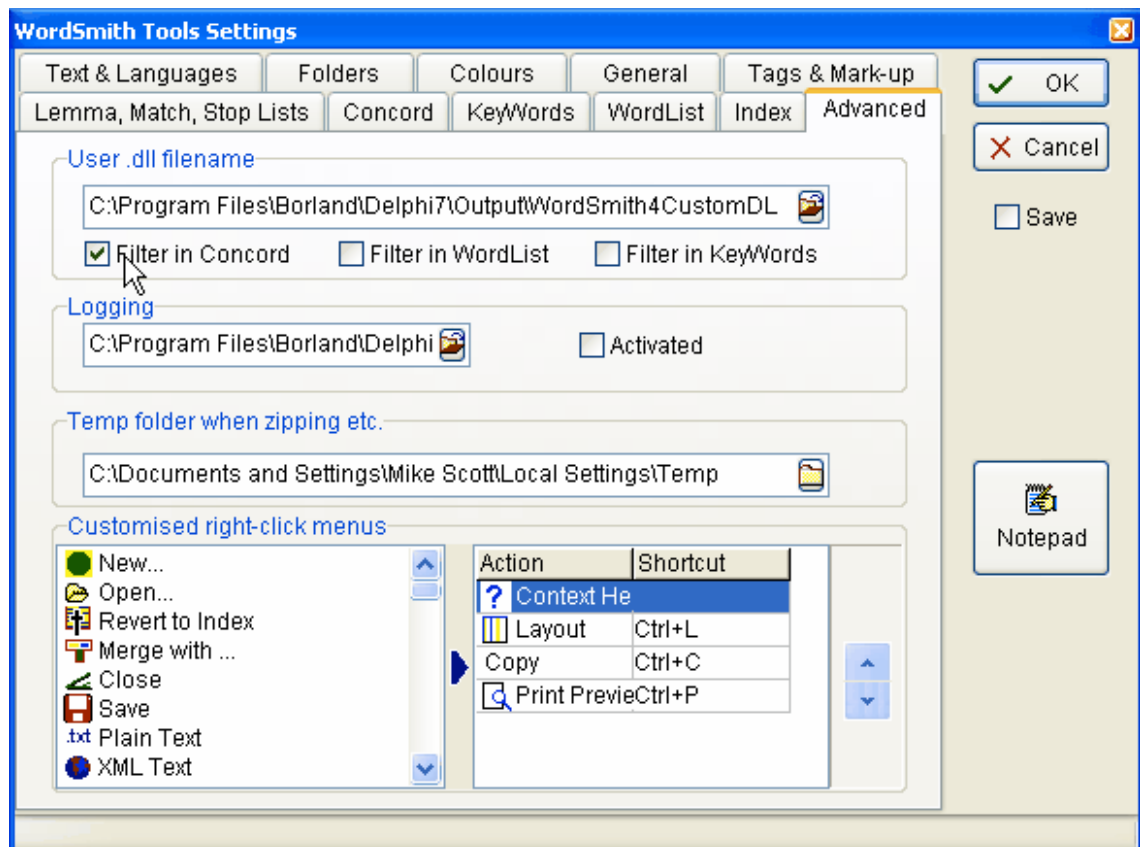 WordSmith Tools Settings
Text & Languages Folders Colours General Tags & Mark-up
Lemma, Match, Stop Lists Concord KeyWords WordList Index Advanced
OK
Cancel
Save
User .dll filename
C:\Program Files\Borland\Delphi7\Output\WordSmith4CustomDL
Filter in Concord Filter in WordList Filter in KeyWords
Logging
C:\Program Files\Borland\Delphi Activated
Temp folder when zipping etc.
C:\Documents and Settings\Mike Scott\Local Settings\Temp
Notepad
Customised right-click menus
New...
Open...
Revert to Index
Merge with ...
Close
Save
.txt Plain Text
XML Text
Action Shortcut
? Context He
Layout Ctrl+L
Copy Ctrl+C
Print Previe Ctrl+P